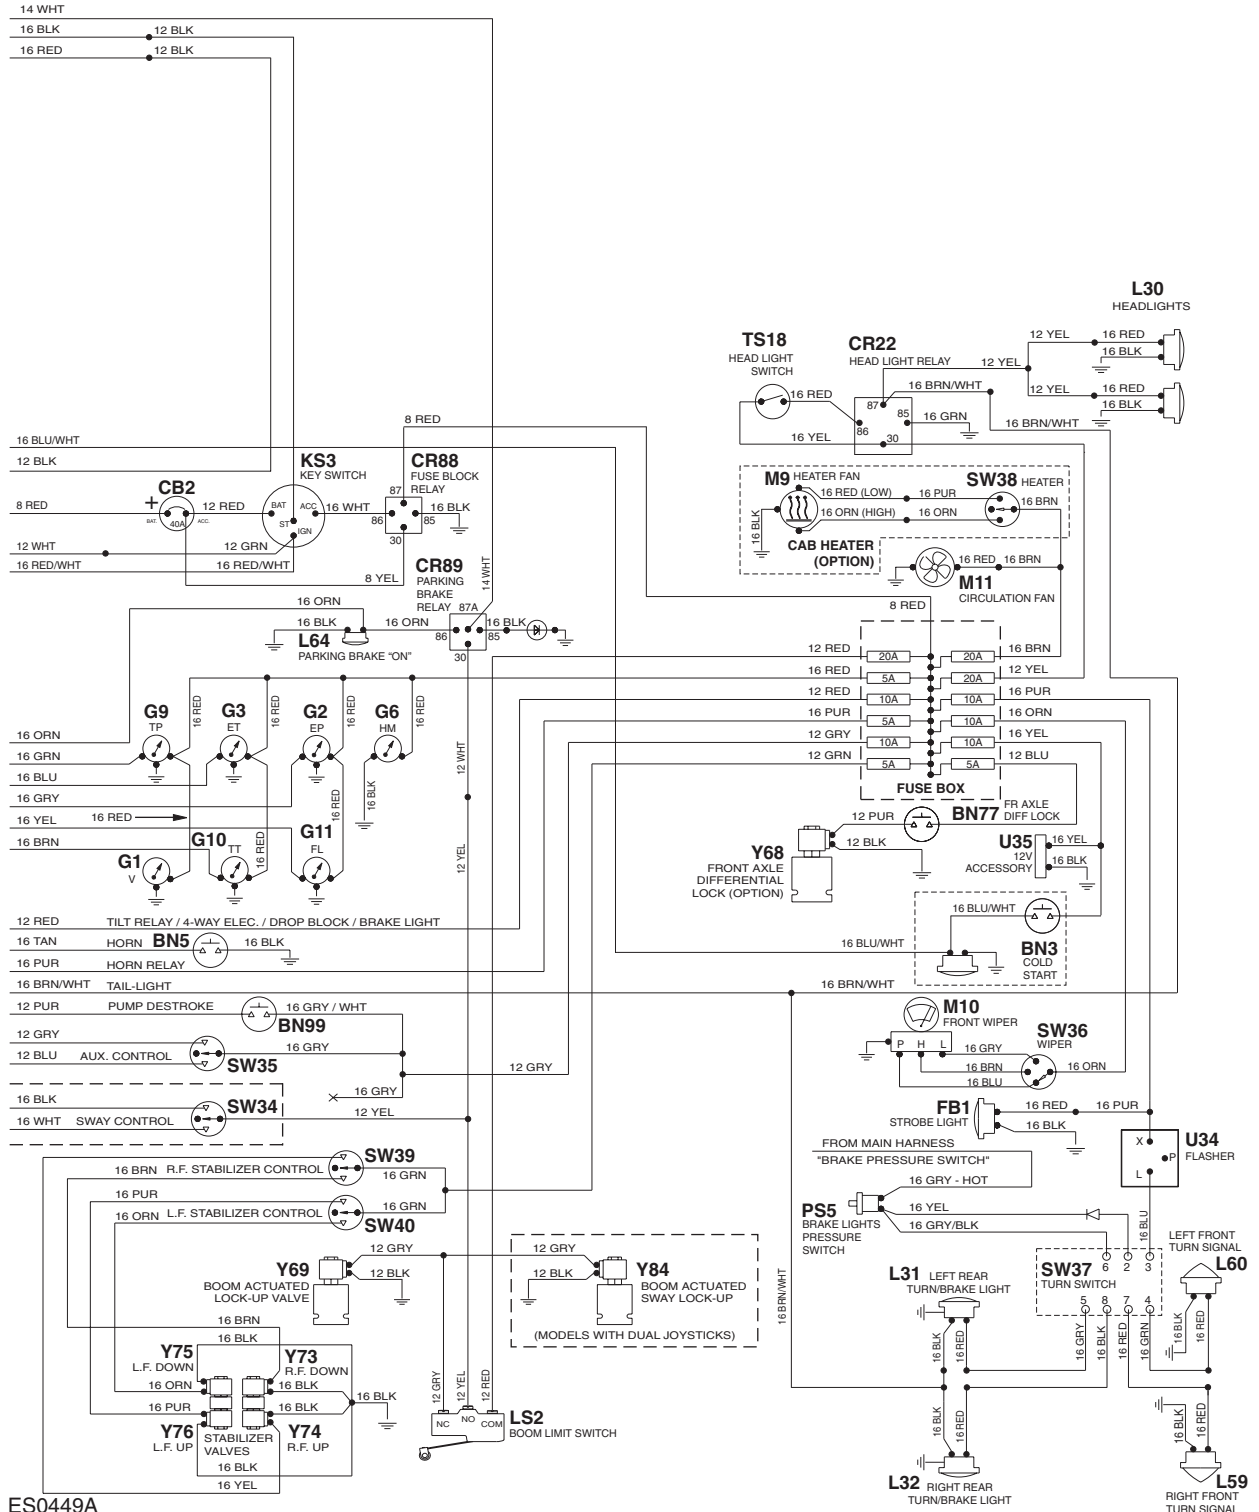 14 WHT
16 BLK 12 BLK
16 RED 12 BLK
L30
HEADLIGHTS
TS18
HEAD LIGHT
SWITCH
CR22
HEAD LIGHT RELAY
12 YEL
12 YEL 16 RED
16 BLK
12 YEL 16 RED
16 BLK
16 RED
16 BRN/WHT
87
85
86
30
16 GRN
16 BRN/WHT
16 YEL
8 RED
16 BLU/WHT
12 BLK
KS3
KEY SWITCH
CR88
FUSE BLOCK
RELAY
CB2
8 RED
+
BAT.
40A
ACC.
12 RED
BAT
ACC
ST
IGN
16 WHT
87
86
85
30
16 BLK
12 WHT
12 GRN
16 RED/WHT
16 RED/WHT
8 YEL
M9 HEATER FAN
SW38 HEATER
16 RED (LOW) 16 PUR
16 BRN
16 ORN (HIGH) 16 ORN
16 BLK
CAB HEATER
(OPTION)
16 RED 16 BRN
M11
CIRCULATION FAN
CR89
PARKING
BRAKE
RELAY
87A
14 WHT
16 ORN
16 BLK
16 ORN
86
85
30
16 BLK
L64
PARKING BRAKE "ON"
8 RED
12 RED 20A 20A 16 BRN
16 RED 5A 20A 12 YEL
12 RED 10A 10A 16 PUR
16 PUR 5A 10A 16 ORN
12 GRY 10A 10A 16 YEL
12 GRN 5A 5A 12 BLU
FUSE BOX
G9
TP
16 RED
G3
ET
16 RED
G2
EP
16 RED
G6
HM
16 RED
16 ORN
16 GRN
16 BLU
16 GRY
16 YEL
16 BRN
16 RED
12 WHT
16 BLK
16 RED
G1
V
G10
TT
16 RED
G11
FL
12 YEL
12 PUR
12 BLK
BN77
FR AXLE
DIFF LOCK
Y68
FRONT AXLE
DIFFERENTIAL
LOCK (OPTION)
U35
12V
ACCESSORY
16 YEL
16 BLK
12 RED TILT RELAY / 4-WAY ELEC. / DROP BLOCK / BRAKE LIGHT
16 TAN HORN BN5 16 BLK
16 PUR HORN RELAY
16 BRN/WHT TAIL-LIGHT
12 PUR PUMP DESTROKE
16 GRY / WHT
BN99
12 GRY
12 BLU AUX. CONTROL
SW35
16 GRY
12 GRY
16 GRY
16 BLK
16 WHT SWAY CONTROL
SW34
12 YEL
16 BLU/WHT
16 BLU/WHT
BN3
COLD
START
16 BRN/WHT
M10
FRONT WIPER
P H L
16 GRY
16 BRN
16 BLU
SW36
WIPER
16 ORN
FB1
STROBE LIGHT
16 RED 16 PUR
16 BLK
FROM MAIN HARNESS
"BRAKE PRESSURE SWITCH"
X
P
L
U34
FLASHER
16 BLU
16 BRN R.F. STABILIZER CONTROL
SW39
16 GRN
16 PUR
16 ORN L.F. STABILIZER CONTROL
16 GRN
SW40
16 GRY - HOT
16 YEL
16 GRY/BLK
PS5
BRAKE LIGHTS
PRESSURE
SWITCH
Y69
BOOM ACTUATED
LOCK-UP VALVE
12 GRY
12 BLK
12 GRY
12 BLK
Y84
BOOM ACTUATED
SWAY LOCK-UP
(MODELS WITH DUAL JOYSTICKS)
16 BRN/WHT
L31 LEFT REAR
TURN/BRAKE LIGHT
SW37
TURN SWITCH
6 2 3
5 8 7 4
LEFT FRONT
TURN SIGNAL
L60
16 BLK
16 RED
16 GRY
16 BLK
16 RED
16 GRN
16 BLK
16 RED
16 BRN
16 BLK
Y75
L.F. DOWN
Y73
R.F. DOWN
16 ORN
16 BLK
16 PUR
16 BLK
16 BLK
Y76
L.F. UP
STABILIZER
VALVES
Y74
R.F. UP
16 BLK
16 YEL
12 GRY
12 YEL
12 RED
NC NO COM
LS2
BOOM LIMIT SWITCH
16 BLK
16 RED
L32 RIGHT REAR
TURN/BRAKE LIGHT
16 BLK
16 RED
L59
RIGHT FRONT
TURN SIGNAL
ES0449A